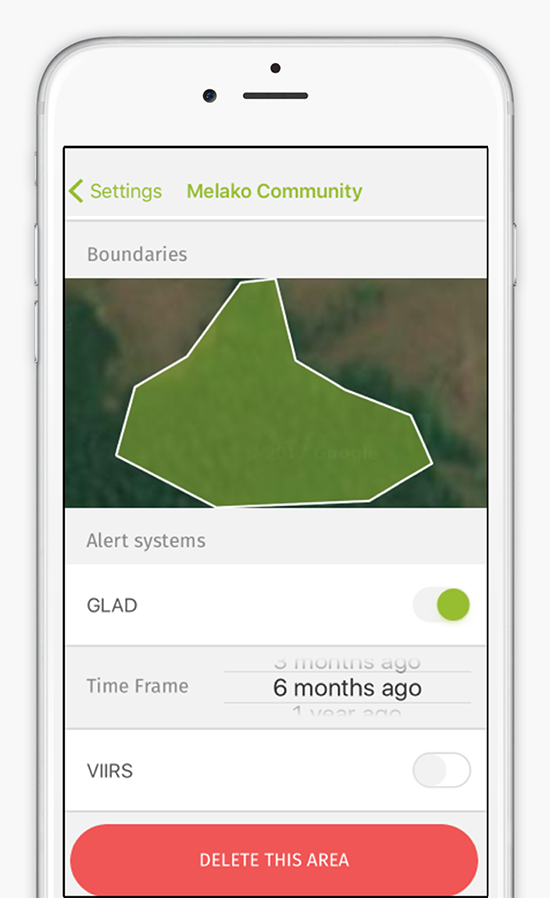 Settings Melako Community
Boundaries
Google
Alert systems
GLAD
3 months ago
Time Frame 6 months ago
1 year ago
VIIRS
DELETE THIS AREA